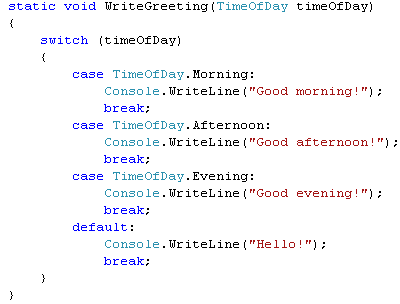 static void WriteGreeting(TimeOfDay timeOfDay)
{
    switch (timeOfDay)
    {
        case TimeOfDay.Morning:
            Console.WriteLine("Good morning!");
            break;
        case TimeOfDay.Afternoon:
            Console.WriteLine("Good afternoon!");
            break;
        case TimeOfDay.Evening:
            Console.WriteLine("Good evening!");
            break;
        default:
            Console.WriteLine("Hello!");
            break;
    }
}